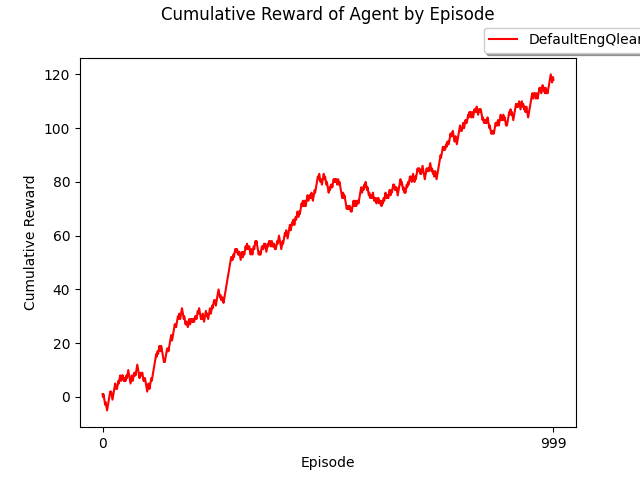 Cumulative Reward of Agent by Episode
DefaultEngQlear
120
100
80
60
40
20
0
Cumulative Reward
0
999
Episode